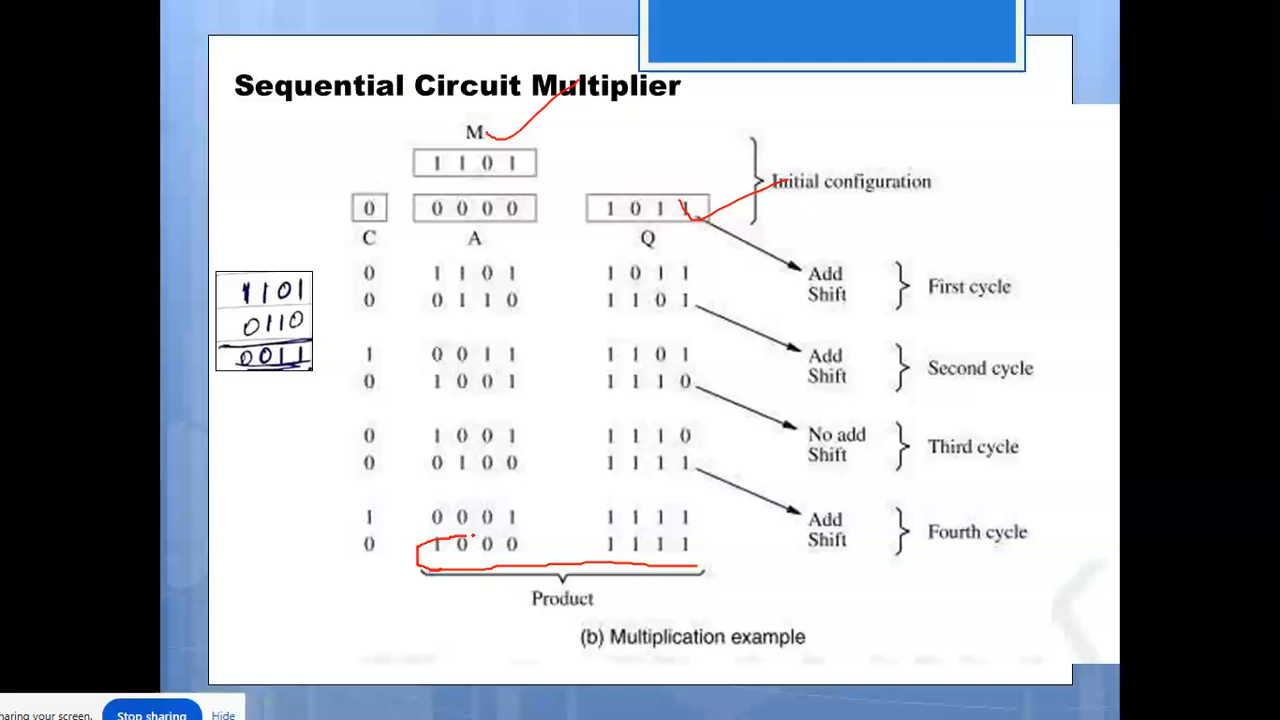 Sequential Circuit Multiplier
M
1 1 0 1
0 0 0 0 0 1 0 1 1 Initial configuration
C A Q
0 1 1 0 1 1 0 1 1 Add
Shift First cycle
0 0 1 1 0 1 1 0 1
1101
0110
0011
1 0 0 1 1 1 1 0 1 Add
Shift Second cycle
0 1 0 0 1 1 1 1 0
0 1 0 0 1 1 1 1 0 No add
Shift Third cycle
0 0 1 0 0 1 1 1 1
1 0 0 0 1 1 1 1 1 Add
Shift Fourth cycle
0 1 0 0 0 1 1 1 1
Product
(b) Multiplication example
haring your screen. Stop sharing Hide